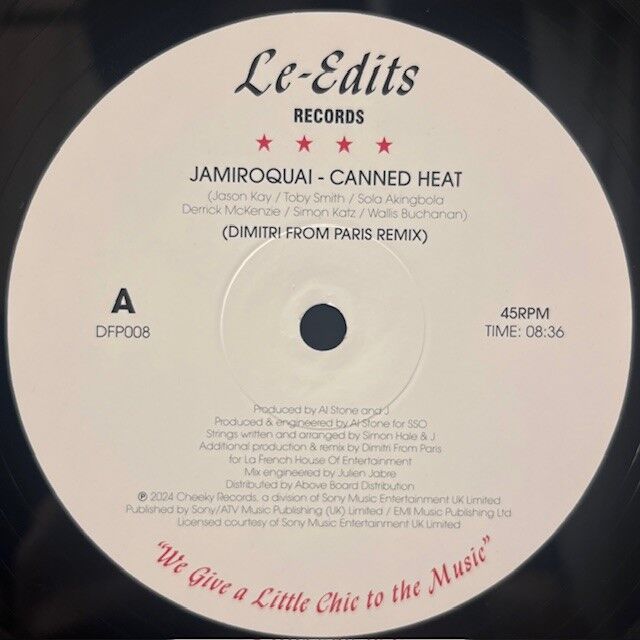 Le-Edits
RECORDS
JAMIROQUAI - CANNED HEAT
(Jason Kay / Toby Smith / Sola Akingbola
Derrick McKenzie / Simon Katz / Wallis Buchanan)
(DIMITRI FROM PARIS REMIX)
A
DFP008
45RPM
TIME: 08:36
Produced by Al Stone and J
Produced & engineered by Al Stone for SSO
Strings written and arranged by Simon Hale & J
Additional production & remix by Dimitri From Paris
for La French House Of Entertainment
Mix engineered by Julien Jabre
Distributed by Above Board Distribution
℗ 2024 Cheeky Records, a division of Sony Music Entertainment UK Limited
Published by Sony/ATV Music Publishing (UK) Limited / EMI Music Publishing Ltd
Licensed courtesy of Sony Music Entertainment UK Limited
"We Give a Little Chic to the Music"